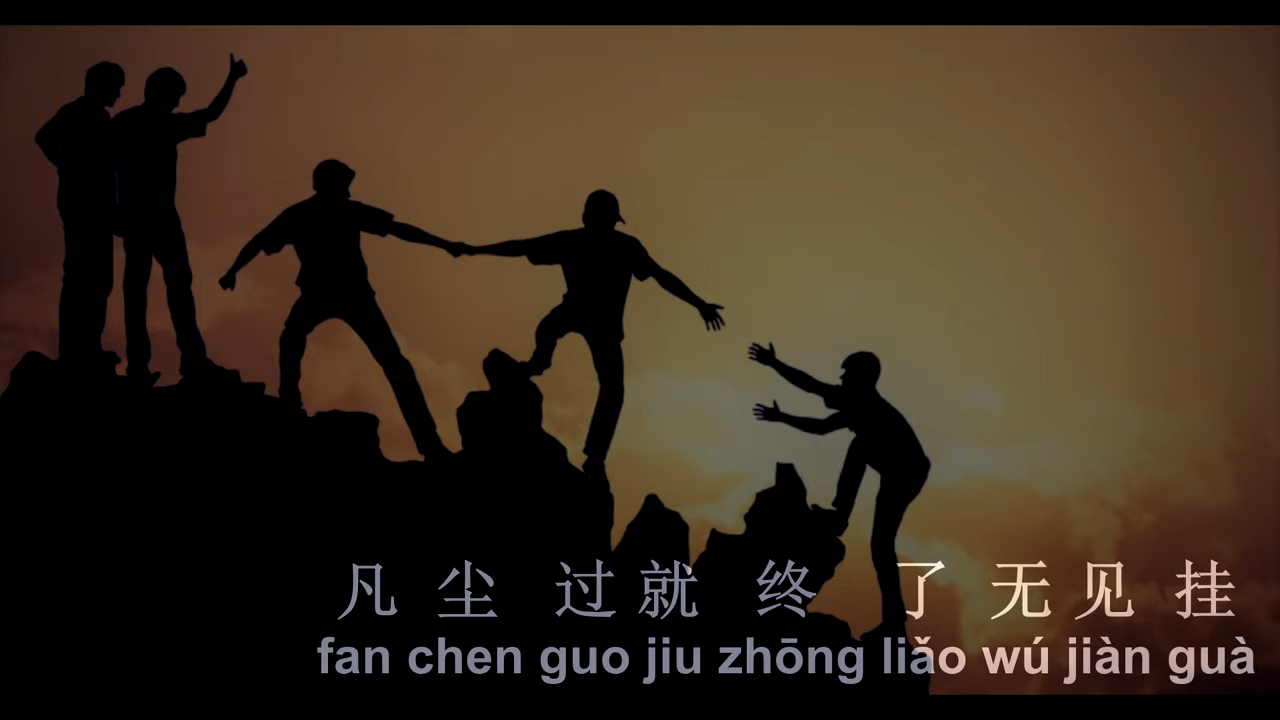 凡 尘 过 就 终 了 无 见 挂
fan chen guo jiu zhōng liǎo wú jiàn guà